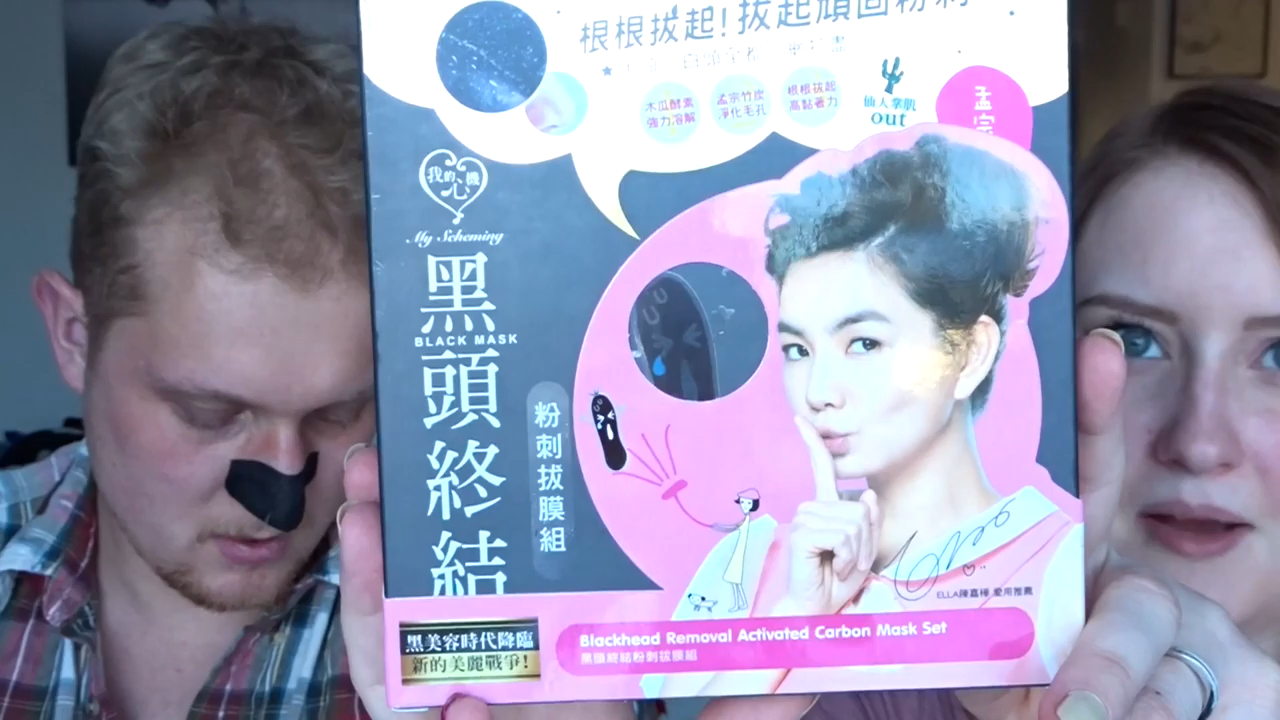 根根拔起!拔起頑固粉刺
木瓜酵素
強力溶解
孟宗竹炭
淨化毛孔
根根拔起
高黏著力
仙人掌肌
out
孟宗
我的心機
My Scheming
黑
BLACK MASK
頭終結
粉刺拔膜組
ELLA陳嘉樺 愛用推薦
黑美容時代降臨
新的美麗戰爭!
Blackhead Removal Activated Carbon Mask Set
黑頭終結粉刺拔膜組